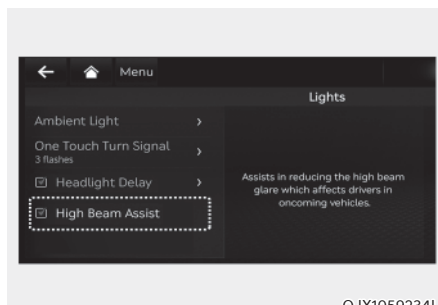 Menu
Lights
Ambient Light
One Touch Turn Signal
3 flashes
Headlight Delay
High Beam Assist
Assists in reducing the high beam
glare which affects drivers in
oncoming vehicles.